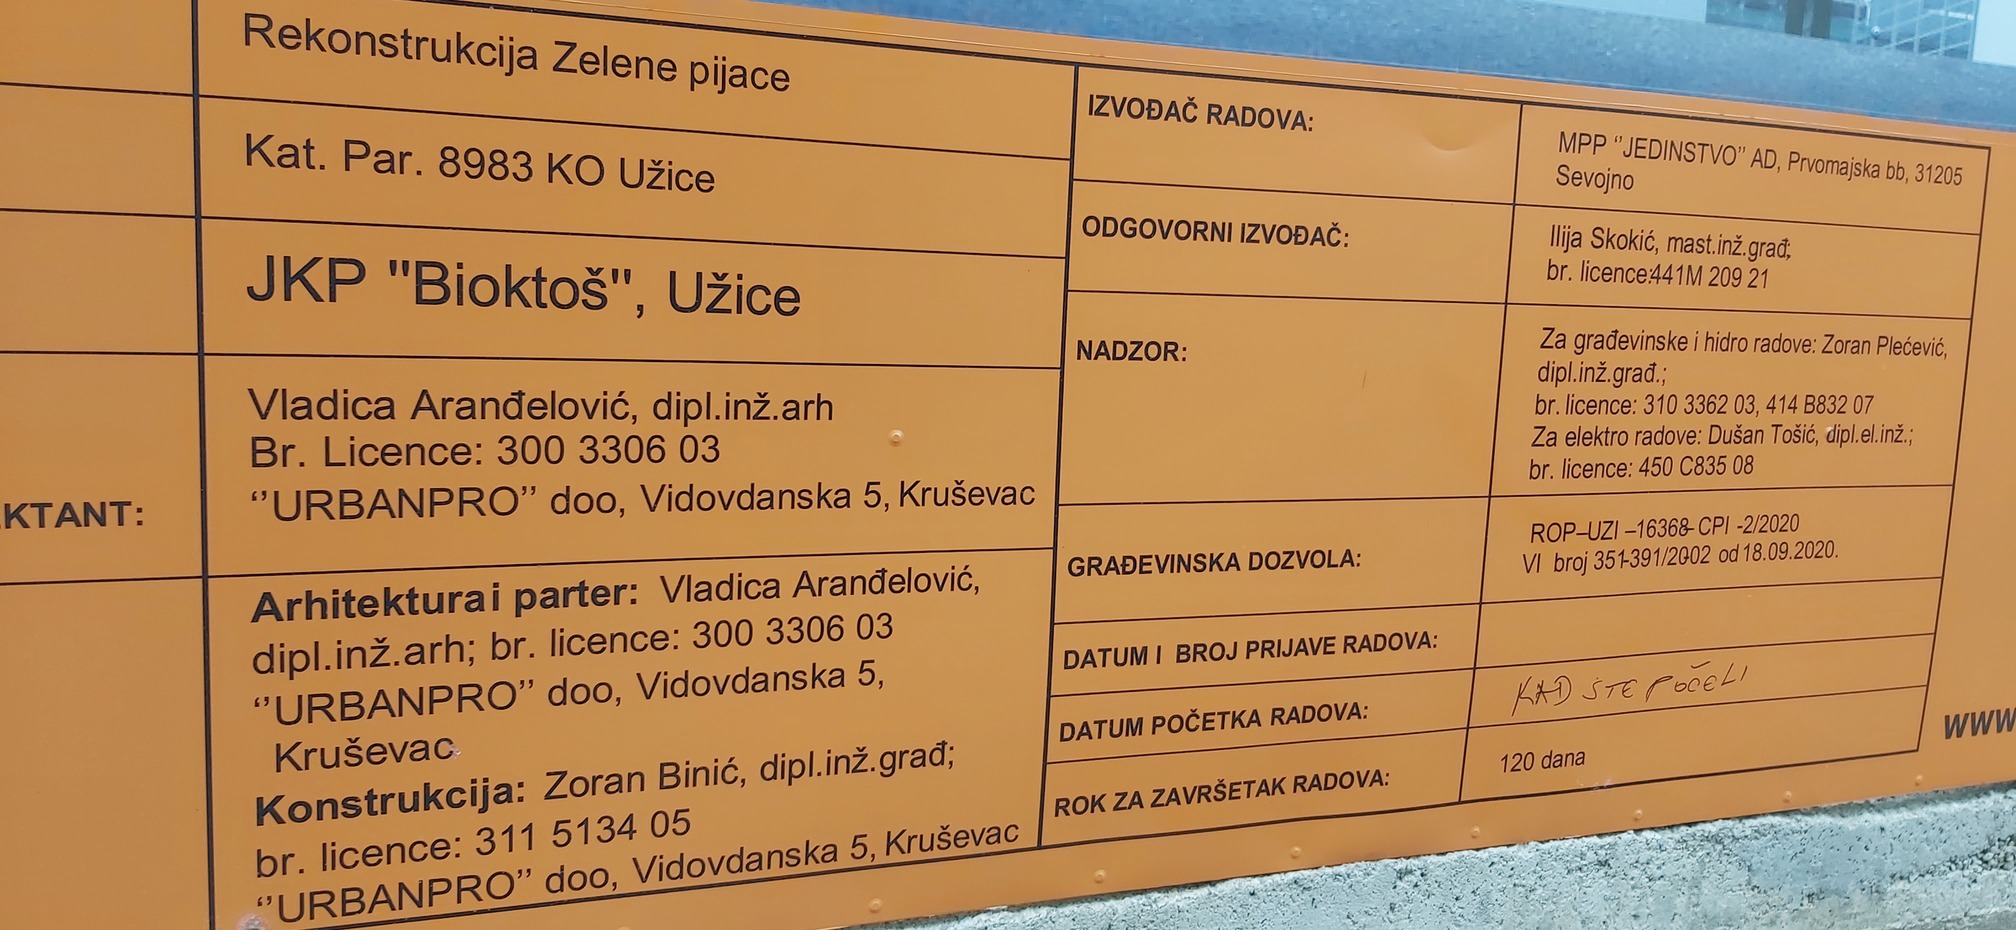 Rekonstrukcija Zelene pijace
Kat. Par. 8983 KO Užice
JKP "Bioktoš", Užice
KTANT:
Vladica Aranđelović, dipl.inž.arh
Br. Licence: 300 3306 03
‘’URBANPRO’’ doo, Vidovdanska 5, Kruševac
Arhitektura i parter: Vladica Aranđelović,
dipl.inž.arh; br. licence: 300 3306 03
‘’URBANPRO’’ doo, Vidovdanska 5,
Kruševac
Konstrukcija: Zoran Binić, dipl.inž.građ;
br. licence: 311 5134 05
‘’URBANPRO’’ doo, Vidovdanska 5, Kruševac
IZVOĐAČ RADOVA:
MPP ‘’JEDINSTVO’’ AD, Prvomajska bb, 31205
Sevojno
ODGOVORNI IZVOĐAČ:
Ilija Skokić, mast.inž.građ;
br. licence:441M 209 21
NADZOR:
Za građevinske i hidro radove: Zoran Plećević,
dipl.inž.građ.;
br. licence: 310 3362 03, 414 B832 07
Za elektro radove: Dušan Tošić, dipl.el.inž.;
br. licence: 450 C835 08
GRAĐEVINSKA DOZVOLA:
ROP–UZI –16368-CPI -2/2020
VI broj 351-391/2002 od 18.09.2020.
DATUM I BROJ PRIJAVE RADOVA:
DATUM POČETKA RADOVA:
KAD STE POČELI
ROK ZA ZAVRŠETAK RADOVA:
120 dana
www